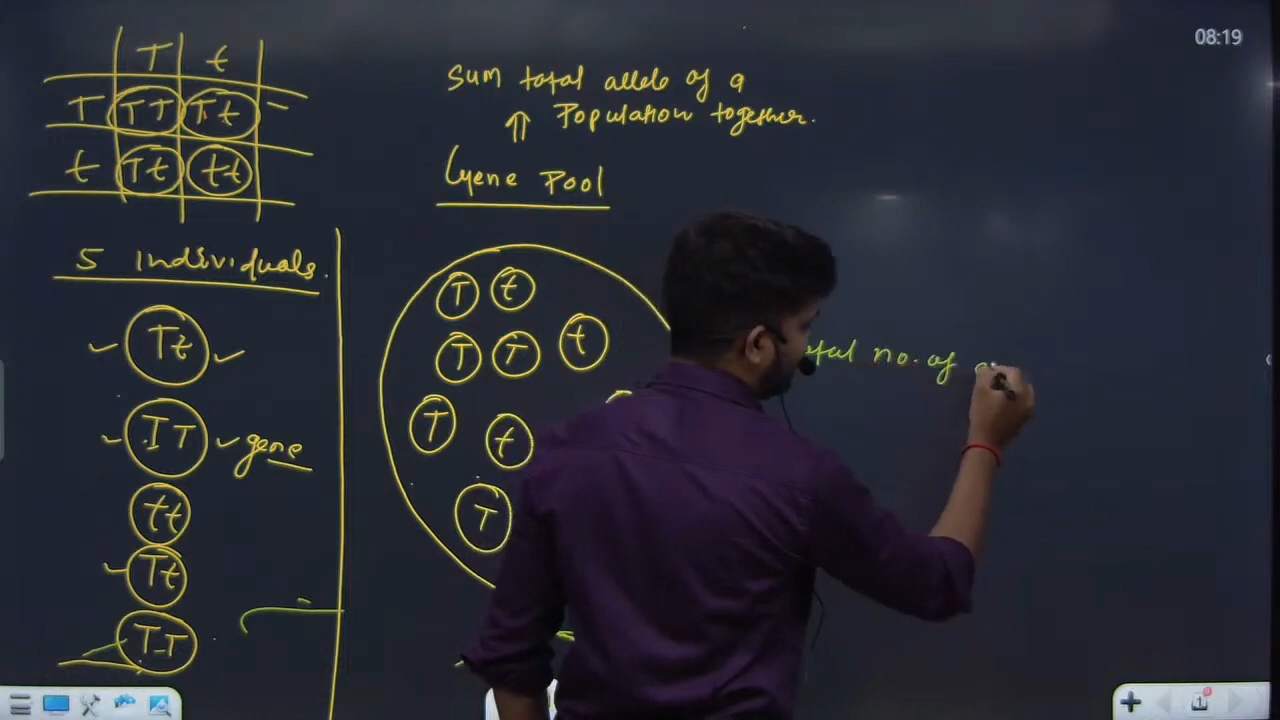 08:19
T t
T TT Tt
t Tt tt
Sum total allele of a
Population together.
Gene Pool
5 individuals.
Tt
TT gene
tt
Tt
TT
T t
T T t
T t
T
no. of
1